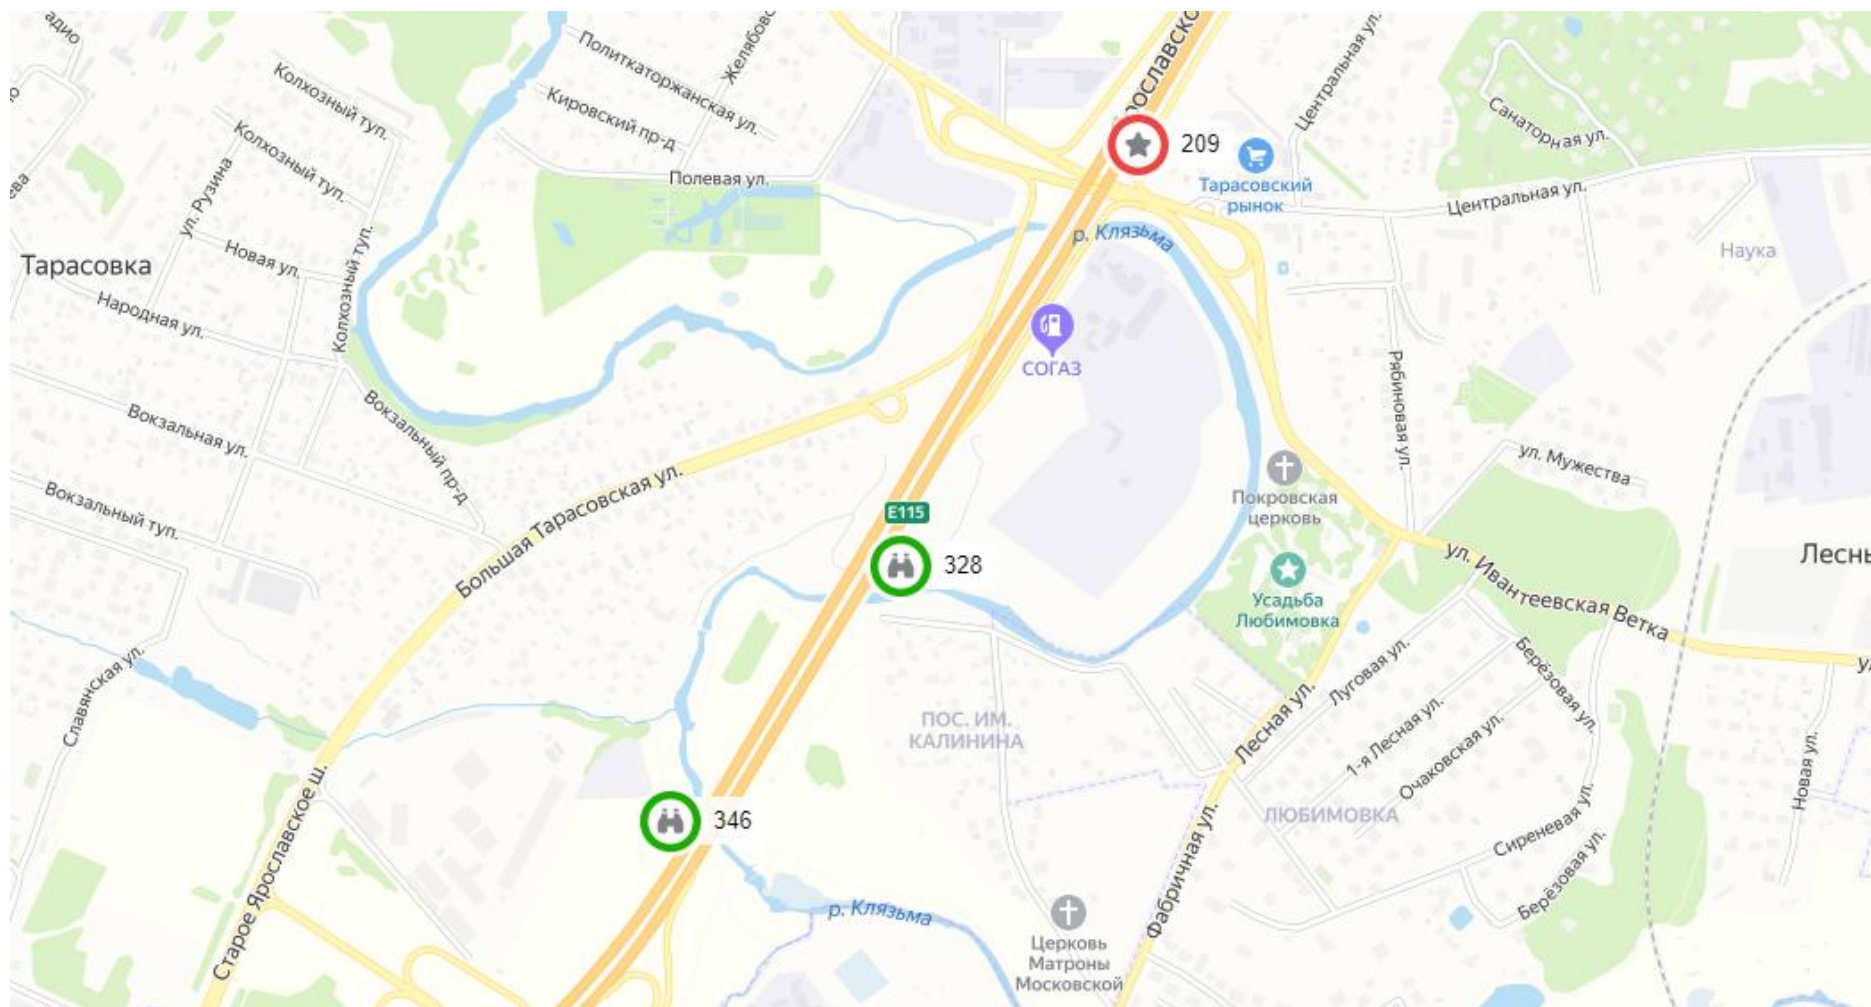 адио
Колхозный туп.
Политкаторжанская ул.
Желябовс
Ярославско
Центральная ул.
Санаторная ул.
Колхозный туп.
Кировский пр-д
209
ул. Рузина
Полевая ул.
Тарасовский
рынок
Центральная ул.
Новая ул.
Колхозный туп.
р. Клязьма
Наука
Тарасовка
Народная ул.
СОГАЗ
Рябиновая ул.
Вокзальная ул.
Вокзальный пр-д
ул. Мужества
Вокзальный туп.
Большая Тарасовская ул.
E115
Покровская
церковь
328
ул. Ивантеевская Ветка
Лесны
Усадьба
Любимовка
Славянская ул.
ПОС. ИМ.
КАЛИНИНА
Лесная ул.
Луговая ул.
1-я Лесная ул.
Очаковская ул.
Берёзовая ул.
Новая ул.
346
ЛЮБИМОВКА
Сиреневая ул.
Берёзовая ул.
Старое Ярославское ш.
р. Клязьма
Фабричная ул.
Церковь
Матроны
Московской